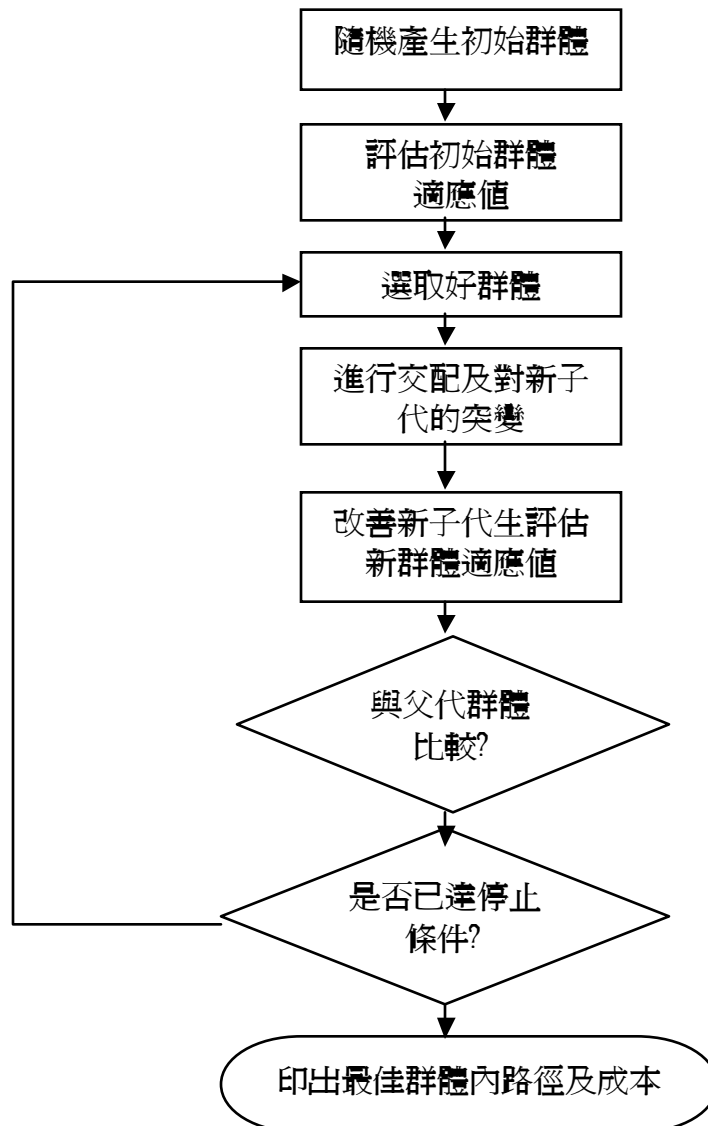 隨機產生初始群體
評估初始群體
適應值
選取好群體
進行交配及對新子
代的突變
改善新子代生評估
新群體適應值
與父代群體
比較?
是否已達停止
條件?
印出最佳群體內路徑及成本